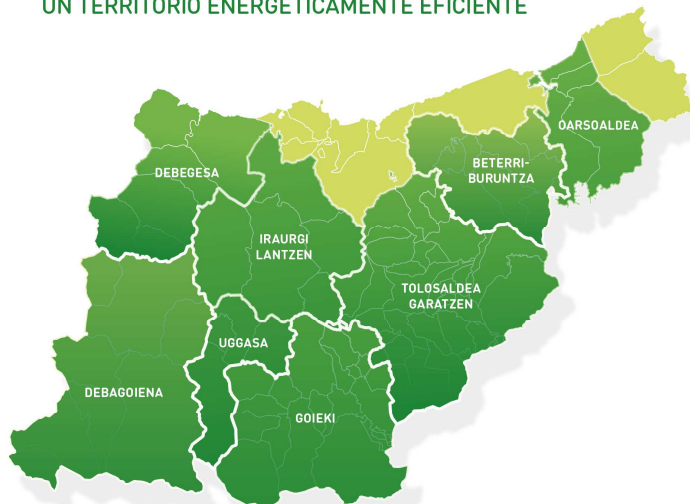 UN TERRITORIO ENERGÉTICAMENTE EFICIENTE
OARSOALDEA
BETERRI-
BURUNTZA
DEBEGESA
IRAURGI
LANTZEN
TOLOSALDEA
GARATZEN
UGGASA
DEBAGOIENA
GOIEKI